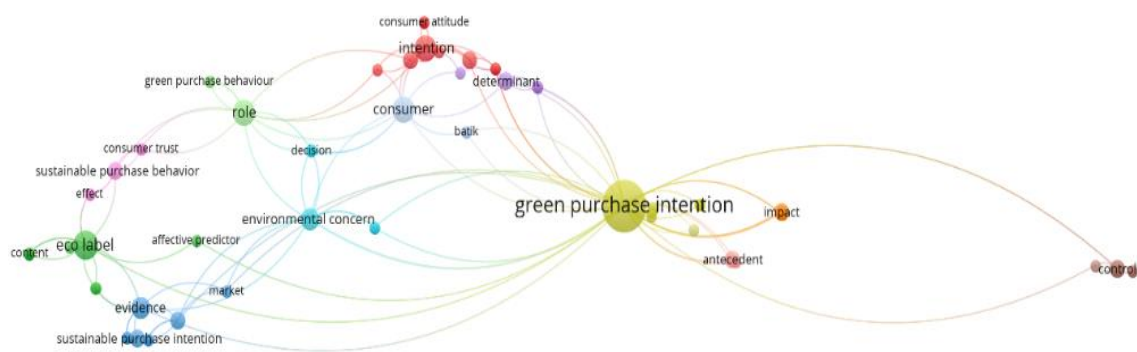 consumer attitude
intention
green purchase behaviour
determinant
role
consumer
batik
consumer trust
decision
sustainable purchase behavior
effect
green purchase intention
environmental concern
impact
content
eco label
affective predictor
antecedent
control
market
evidence
sustainable purchase intention